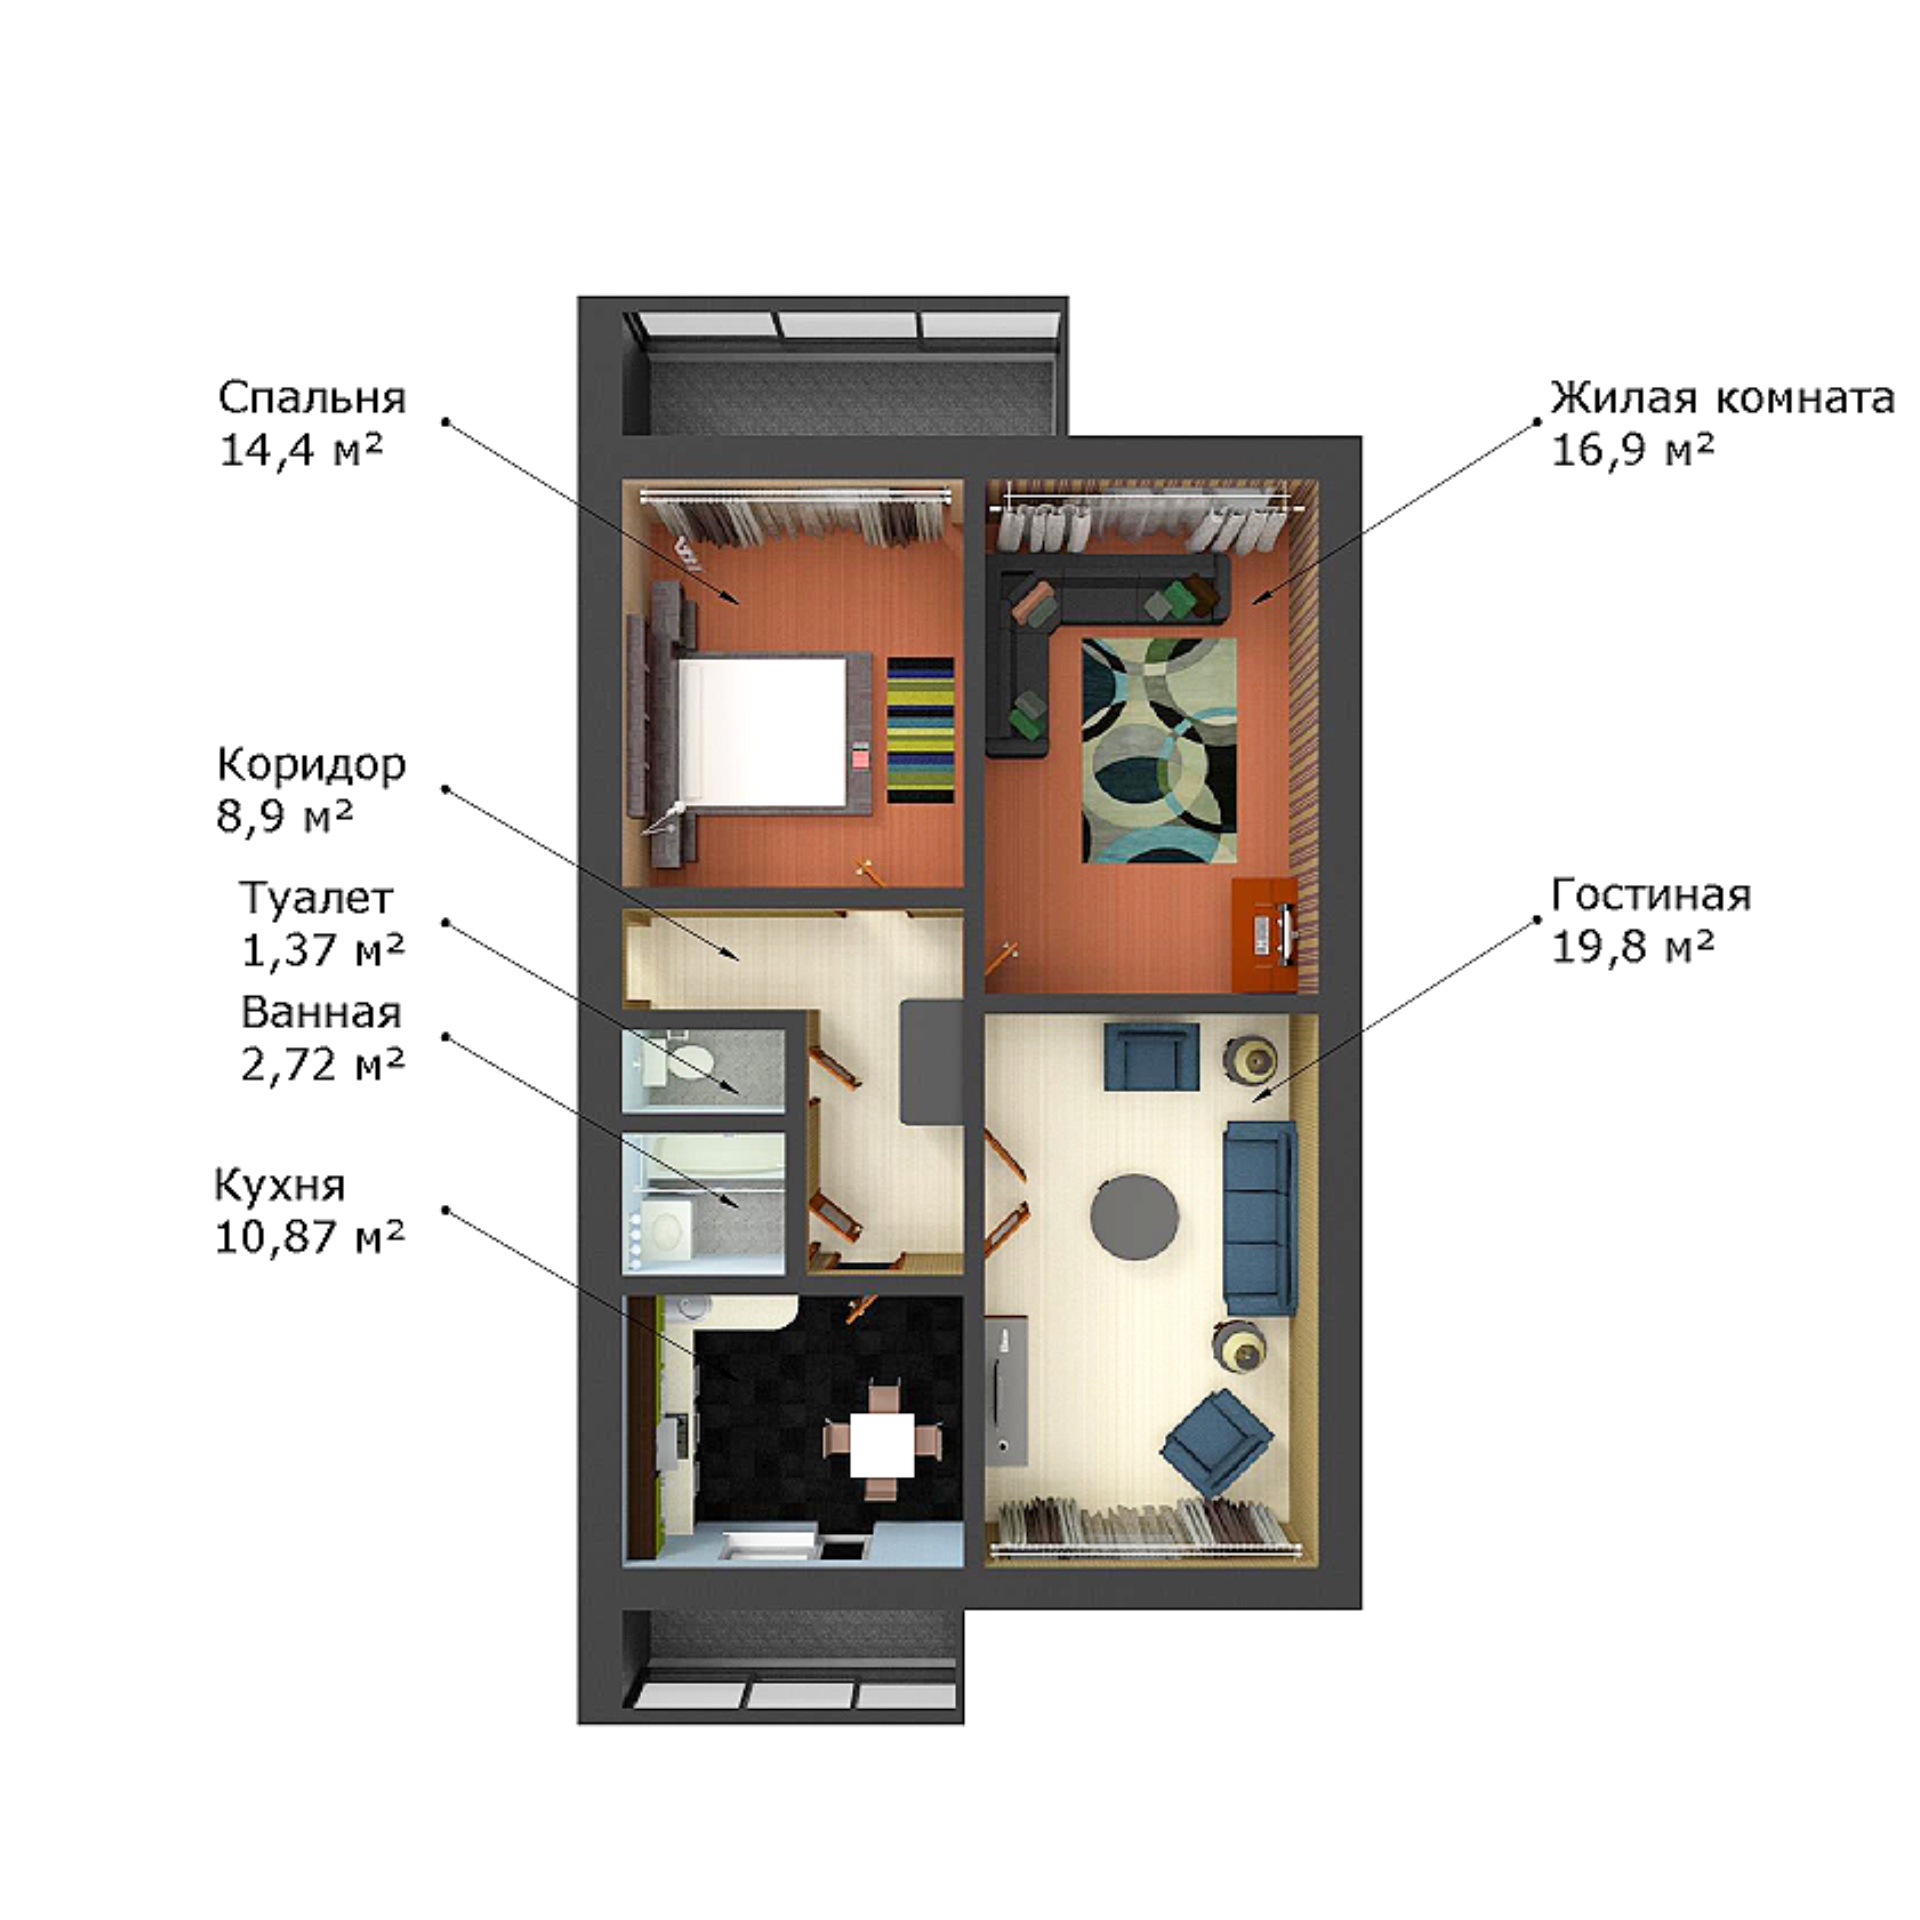 Спальня
14,4 м²
Коридор
8,9 м²
Туалет
1,37 м²
Ванная
2,72 м²
Кухня
10,87 м²
Жилая комната
16,9 м²
Гостиная
19,8 м²